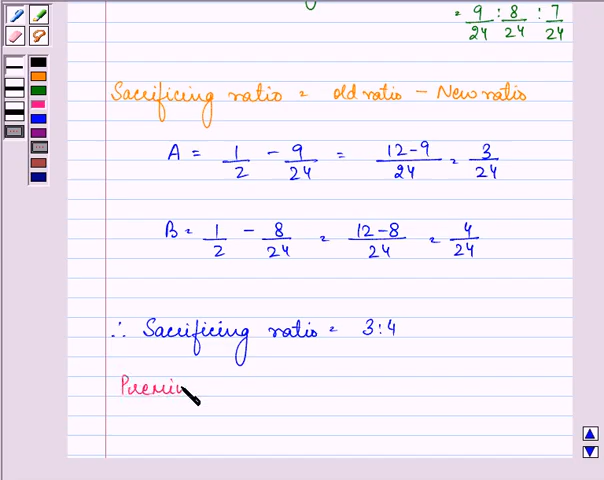 = 9/24 : 8/24 : 7/24
Sacrificing ratio = old ratio - New ratio
A = 1/2 - 9/24 = 12-9/24 = 3/24
B = 1/2 - 8/24 = 12-8/24 = 4/24
∴ Sacrificing ratio = 3:4
Premiu